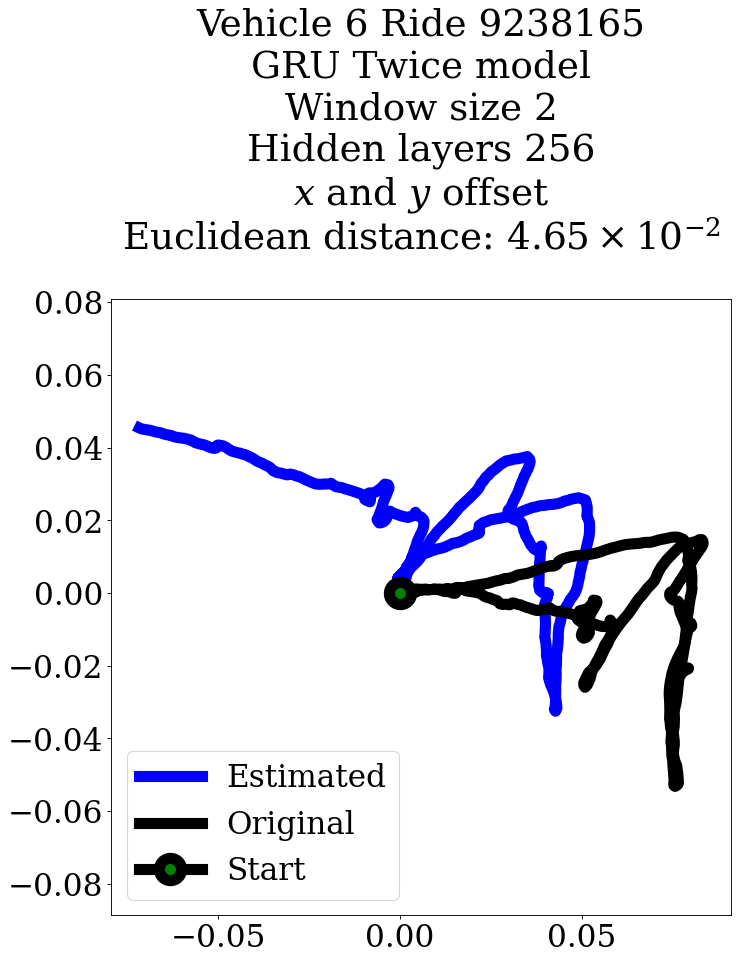 Vehicle 6 Ride 9238165
GRU Twice model
Window size 2
Hidden layers 256
x and y offset
Euclidean distance: 4.65 × 10⁻²
0.08
0.06
0.04
0.02
0.00
−0.02
−0.04
−0.06
−0.08
Estimated
Original
Start
−0.05 0.00 0.05